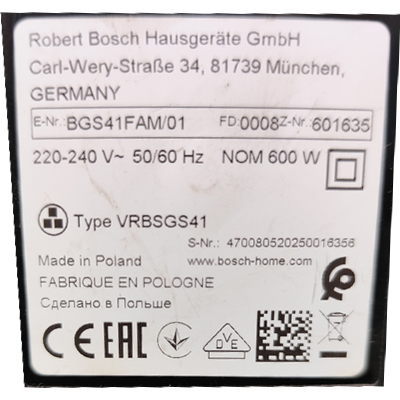 Robert Bosch Hausgeräte GmbH
Carl-Wery-Straße 34, 81739 München,
GERMANY
E-Nr.: BGS41FAM/01 FD:0008 Z-Nr.:601635
220-240 V~ 50/60 Hz NOM 600 W
Type VRBSGS41
S-Nr.: 470080520250016356
Made in Poland www.bosch-home.com
FABRIQUE EN POLOGNE
Сделано в Польше
CE EAC OVE